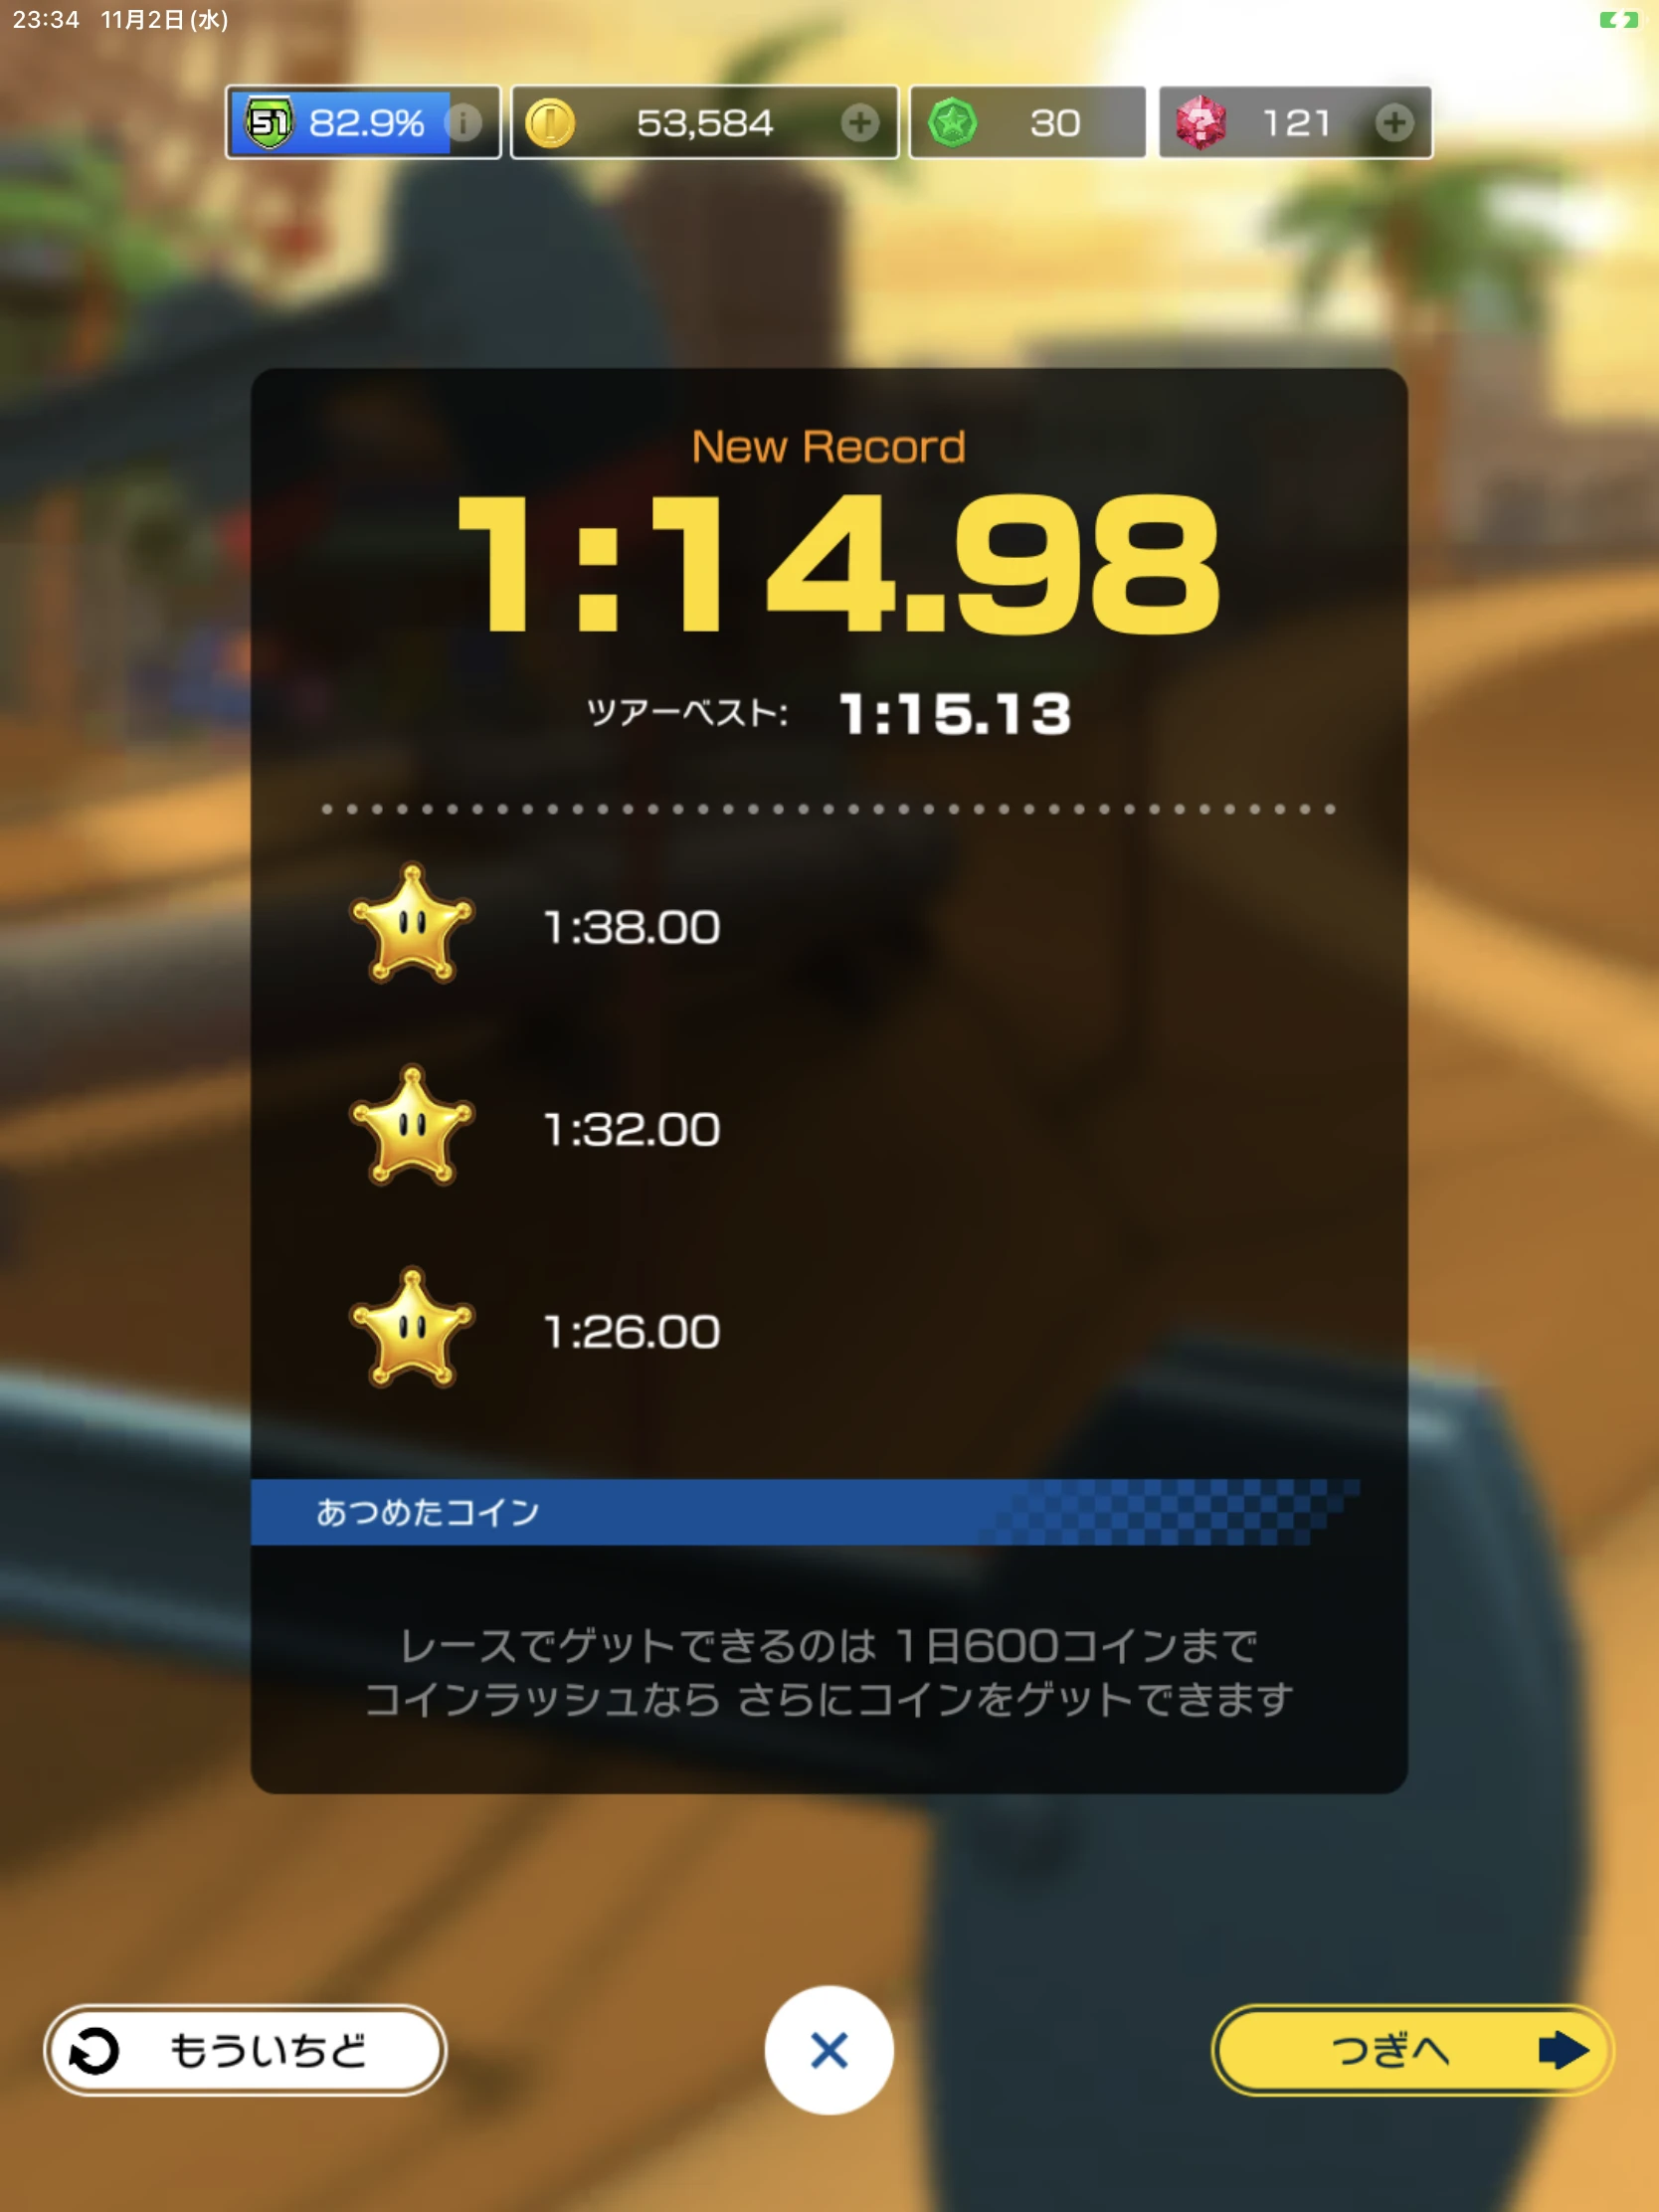 23:34 11月2日(水)
51 82.9% i 53,584 + 30 121 +
New Record
1:14.98
ツアーベスト: 1:15.13
1:38.00
1:32.00
1:26.00
あつめたコイン
レースでゲットできるのは 1日600コインまで
コインラッシュなら さらにコインをゲットできます
もういちど
つぎへ